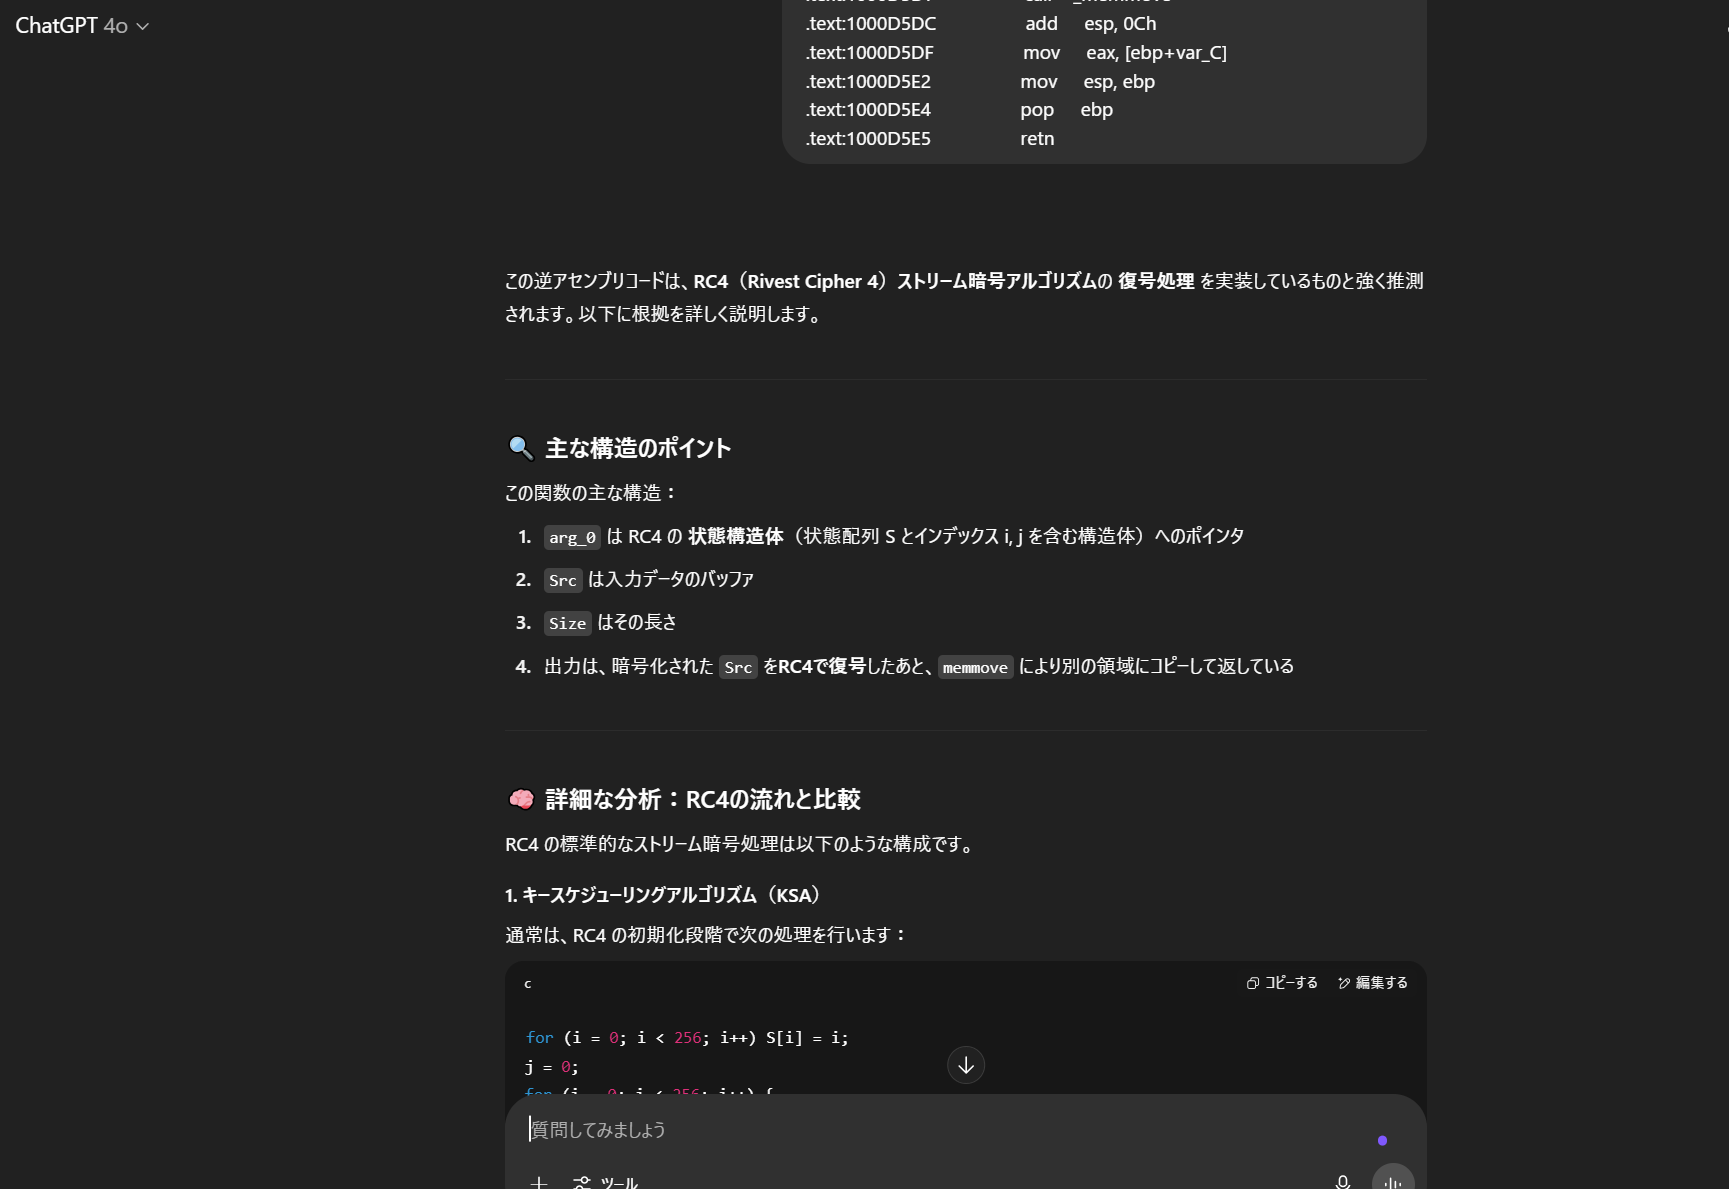 ChatGPT 4o
.text:1000D5DC add esp, 0Ch
.text:1000D5DF mov eax, [ebp+var_C]
.text:1000D5E2 mov esp, ebp
.text:1000D5E4 pop ebp
.text:1000D5E5 retn
この逆アセンブリコードは、RC4（Rivest Cipher 4）ストリーム暗号アルゴリズムの 復号処理 を実装しているものと強く推測
されます。以下に根拠を詳しく説明します。
🔍 主な構造のポイント
この関数の主な構造：
1. arg_0 は RC4 の 状態構造体（状態配列 S とインデックス i, j を含む構造体）へのポインタ
2. Src は入力データのバッファ
3. Size はその長さ
4. 出力は、暗号化された Src をRC4で復号したあと、memmove により別の領域にコピーして返している
🧠 詳細な分析：RC4の流れと比較
RC4 の標準的なストリーム暗号処理は以下のような構成です。
1. キースケジューリングアルゴリズム（KSA）
通常は、RC4 の初期化段階で次の処理を行います：
c コピーする 編集する
for (i = 0; i < 256; i++) S[i] = i;
j = 0;
for (i = 0; i < 256; i++) {
質問してみましょう
ツール